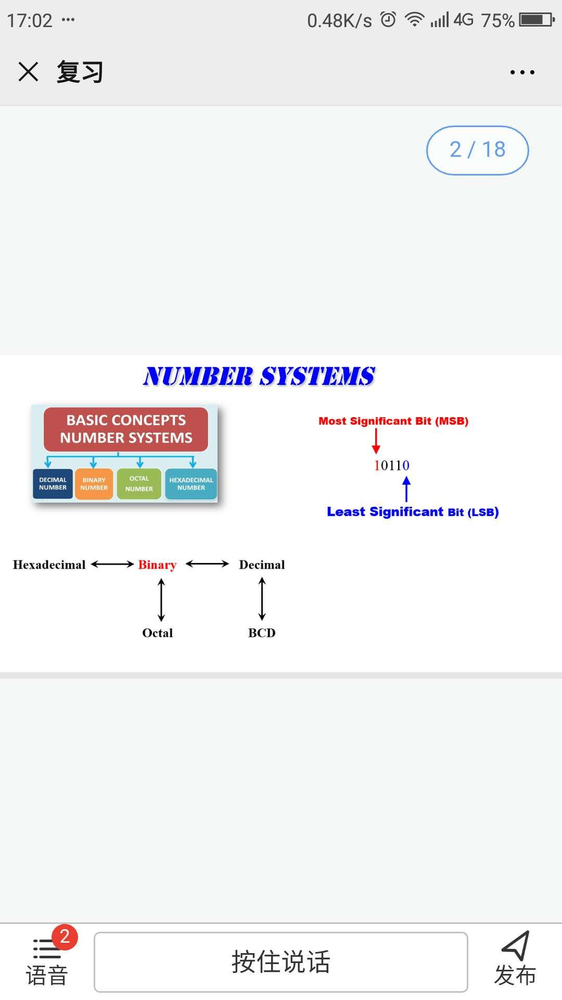 17:02 ••• 0.48K/s 4G 75%
复习
2 / 18
NUMBER SYSTEMS
BASIC CONCEPTS
NUMBER SYSTEMS
DECIMAL NUMBER
BINARY NUMBER
OCTAL NUMBER
HEXADECIMAL NUMBER
Most Significant Bit (MSB)
10110
Least Significant Bit (LSB)
Hexadecimal Binary Decimal
Octal BCD
2
语音 按住说话 发布